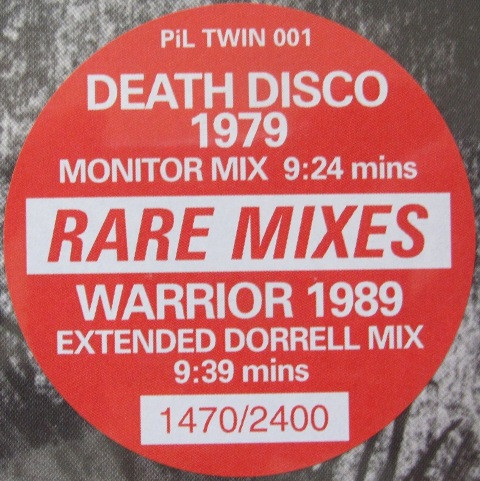 PiL TWIN 001
DEATH DISCO
1979
MONITOR MIX 9:24 mins
RARE MIXES
WARRIOR 1989
EXTENDED DORRELL MIX
9:39 mins
1470/2400